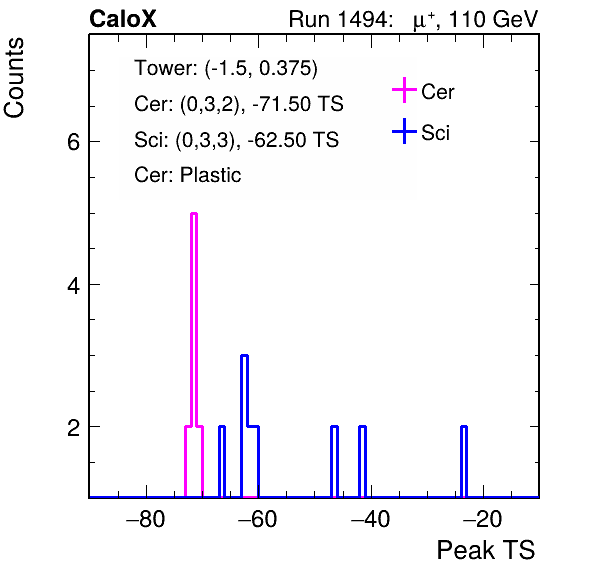 CaloX Run 1494: μ+, 110 GeV
Counts
Tower: (-1.5, 0.375)
Cer: (0,3,2), -71.50 TS
Sci: (0,3,3), -62.50 TS
Cer: Plastic
Cer
Sci
6
4
2
−80 −60 −40 −20
Peak TS